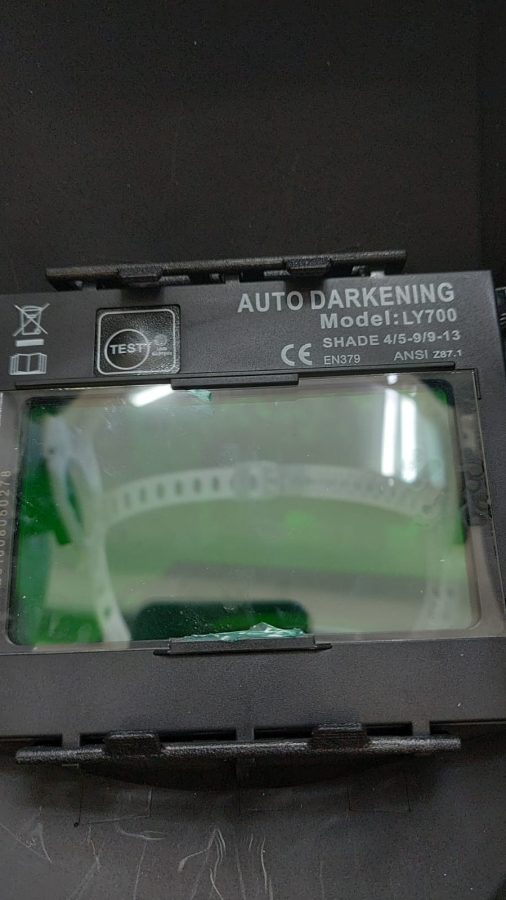 AUTO DARKENING
Model:LY700
SHADE 4/5-9/9-13
CE EN379 ANSI Z87.1
TEST